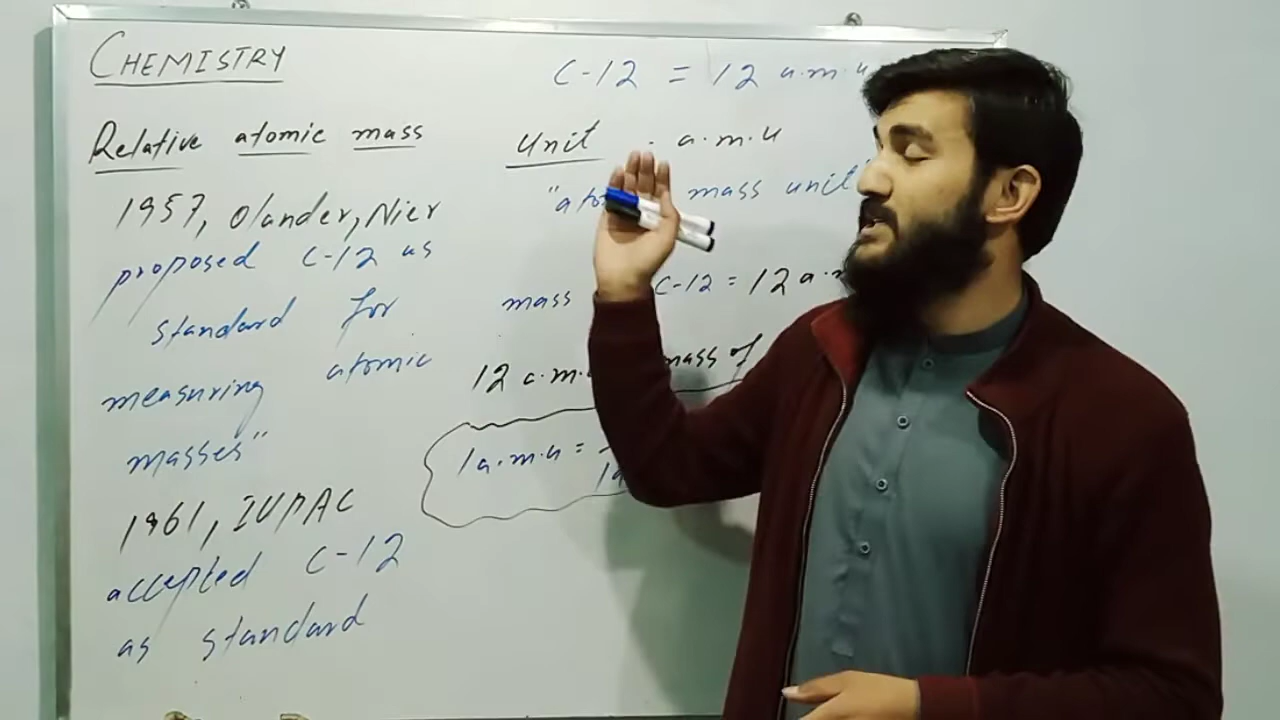 CHEMISTRY
Relative atomic mass
1957, Olander, Nier
proposed C-12 as
standard for
measuring atomic
masses"
1961, IUPAC
accepted C-12
as standard
C-12 = 12 a.m.u
Unit : a.m.u
"ato mass unit"
mass C-12 = 12 a.m
12 a.m.u mass of
1a.m.u =